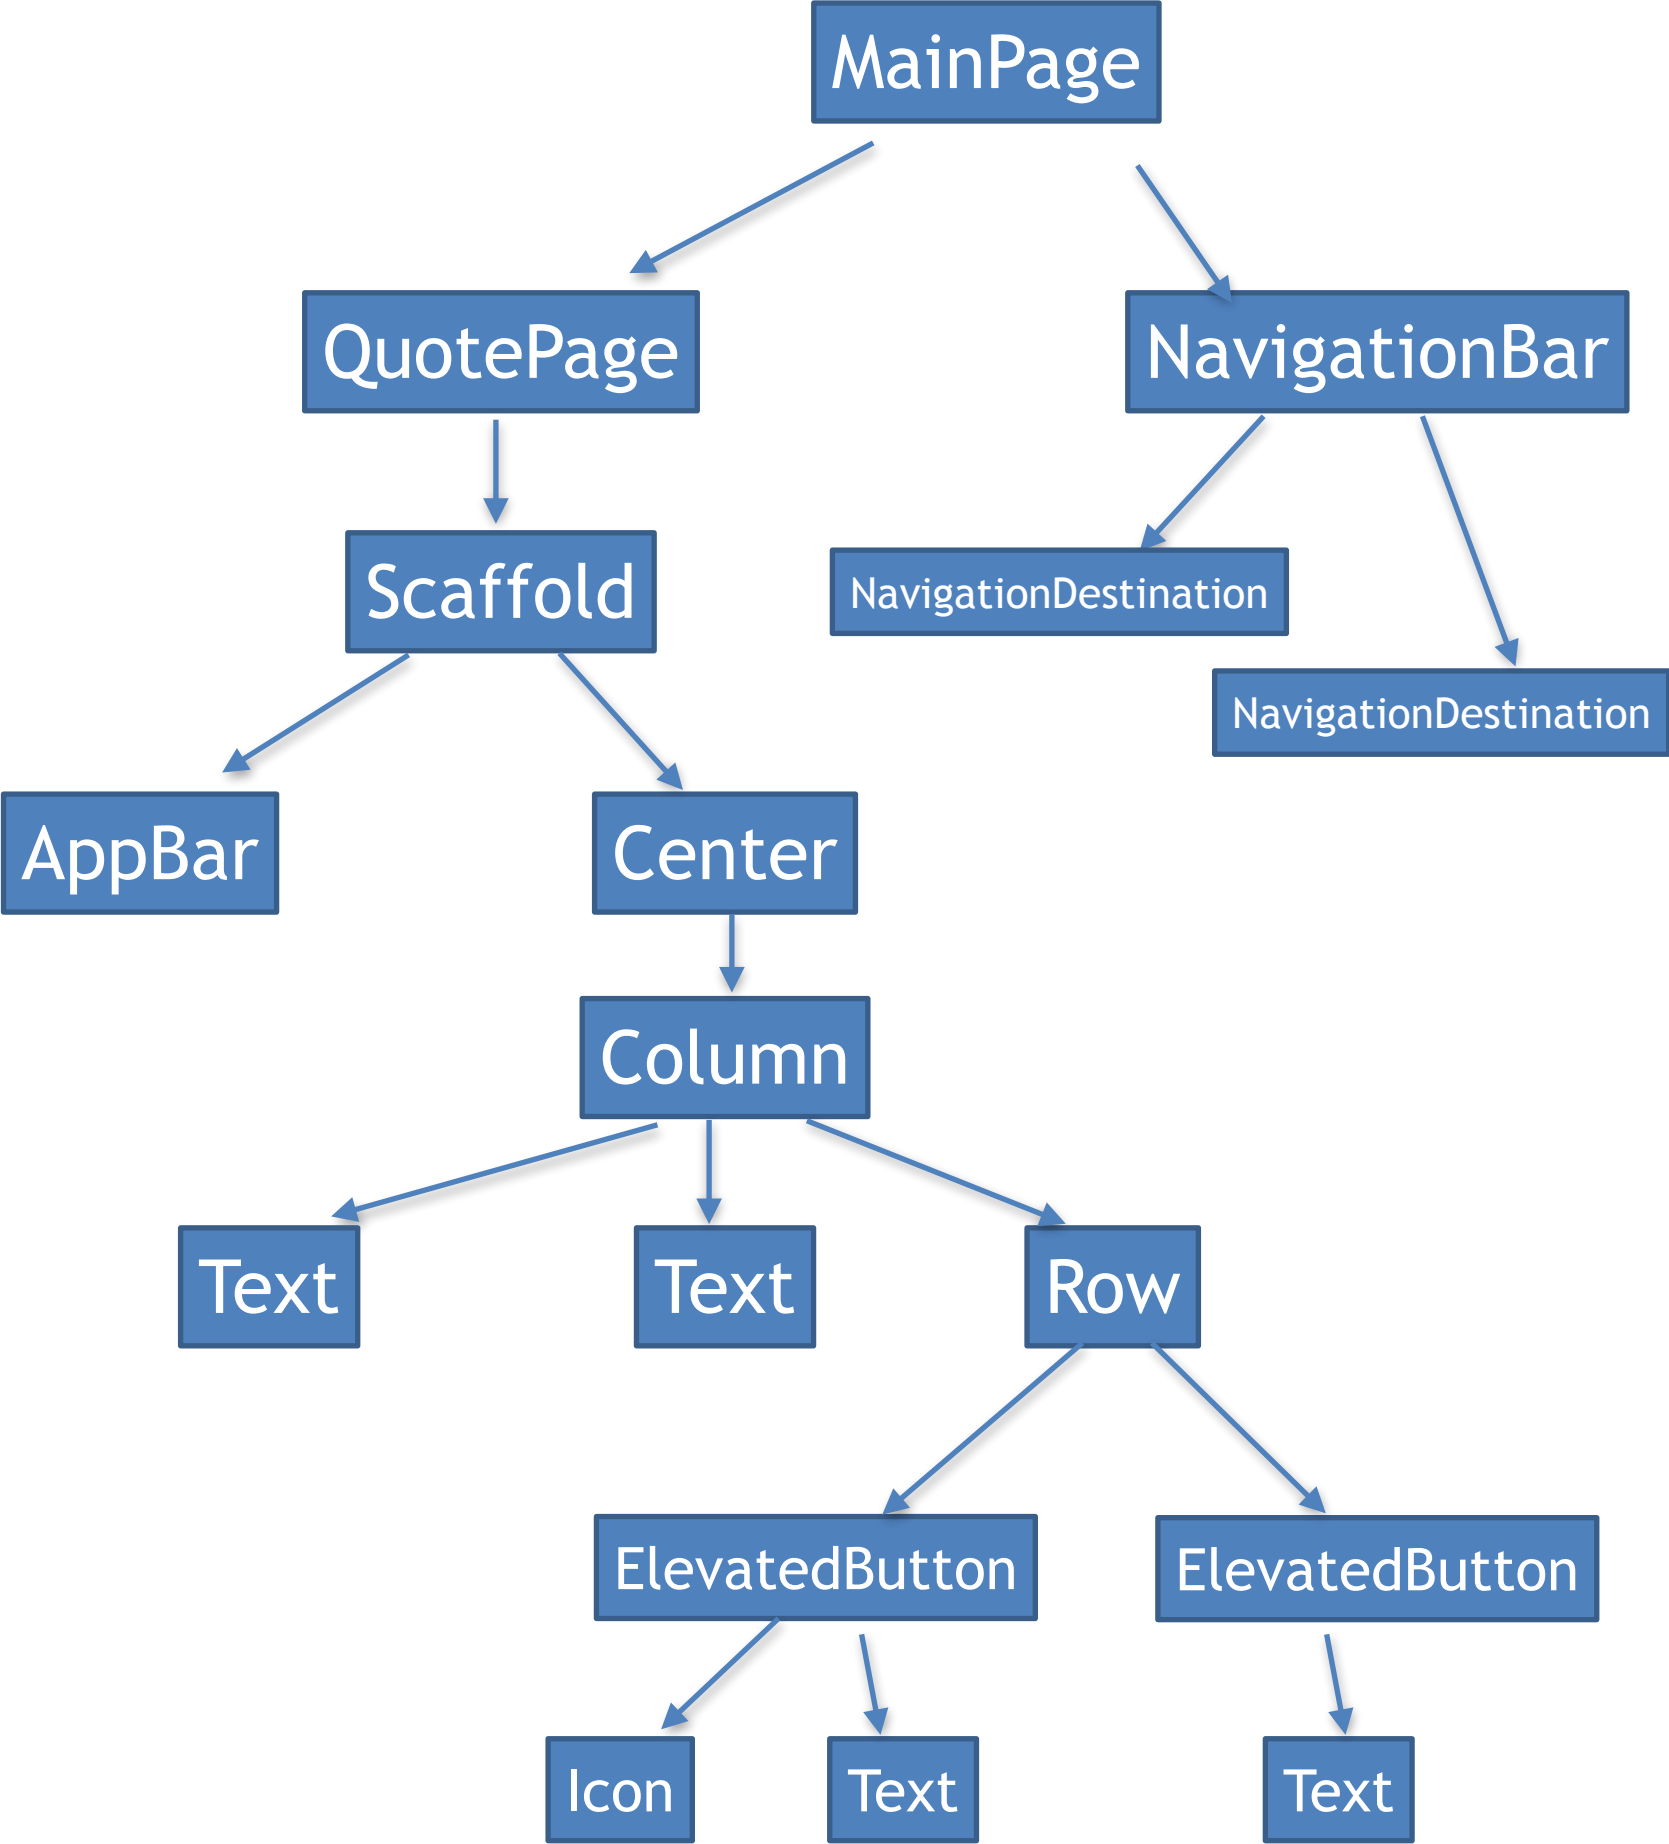 MainPage
QuotePage
NavigationBar
Scaffold
NavigationDestination
NavigationDestination
AppBar
Center
Column
Text
Text
Row
ElevatedButton
ElevatedButton
Icon
Text
Text